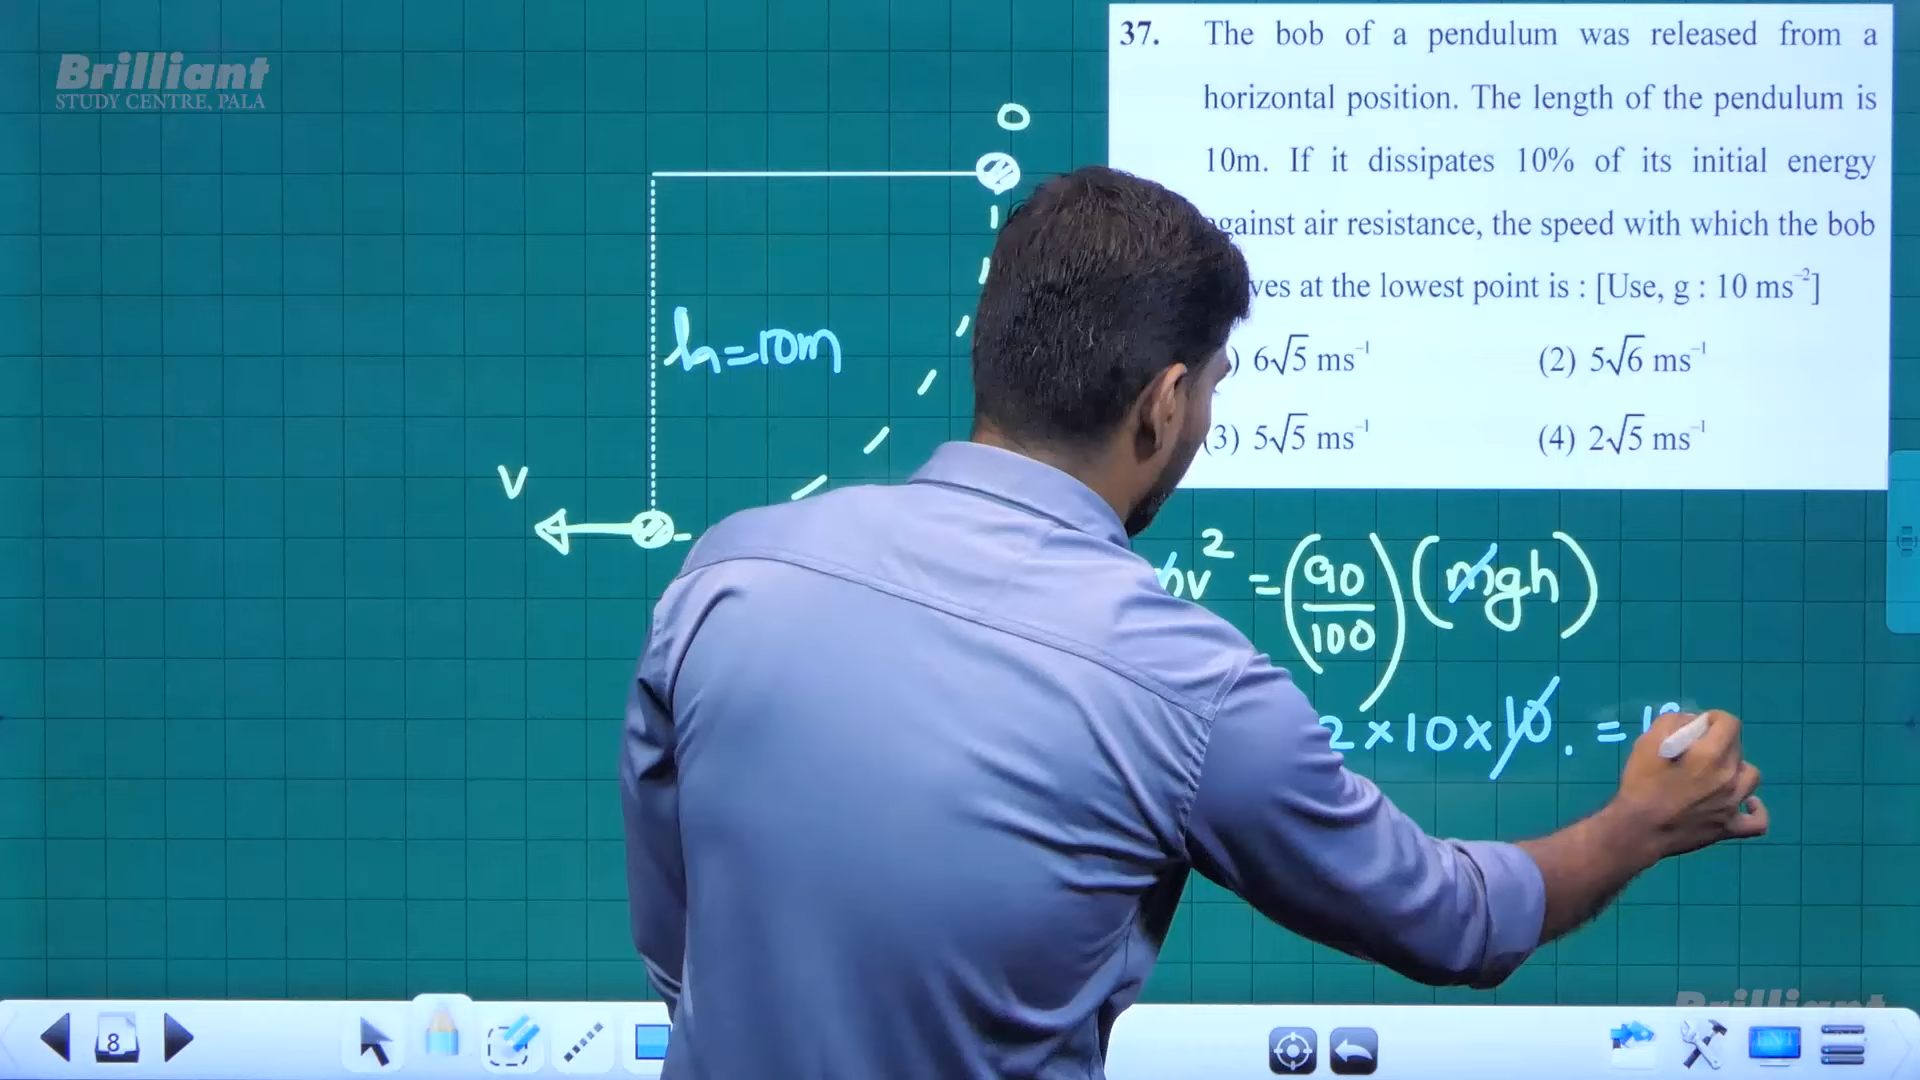 Brilliant
STUDY CENTRE, PALA
37. The bob of a pendulum was released from a
horizontal position. The length of the pendulum is
10m. If it dissipates 10% of its initial energy
against air resistance, the speed with which the bob
ves at the lowest point is : [Use, g : 10 ms⁻²]
) 6√5 ms⁻¹
(2) 5√6 ms⁻¹
(3) 5√5 ms⁻¹
(4) 2√5 ms⁻¹
O
h=10m
V
v² = (90/100) (mgh)
2×10×10. =
8
Brilliant